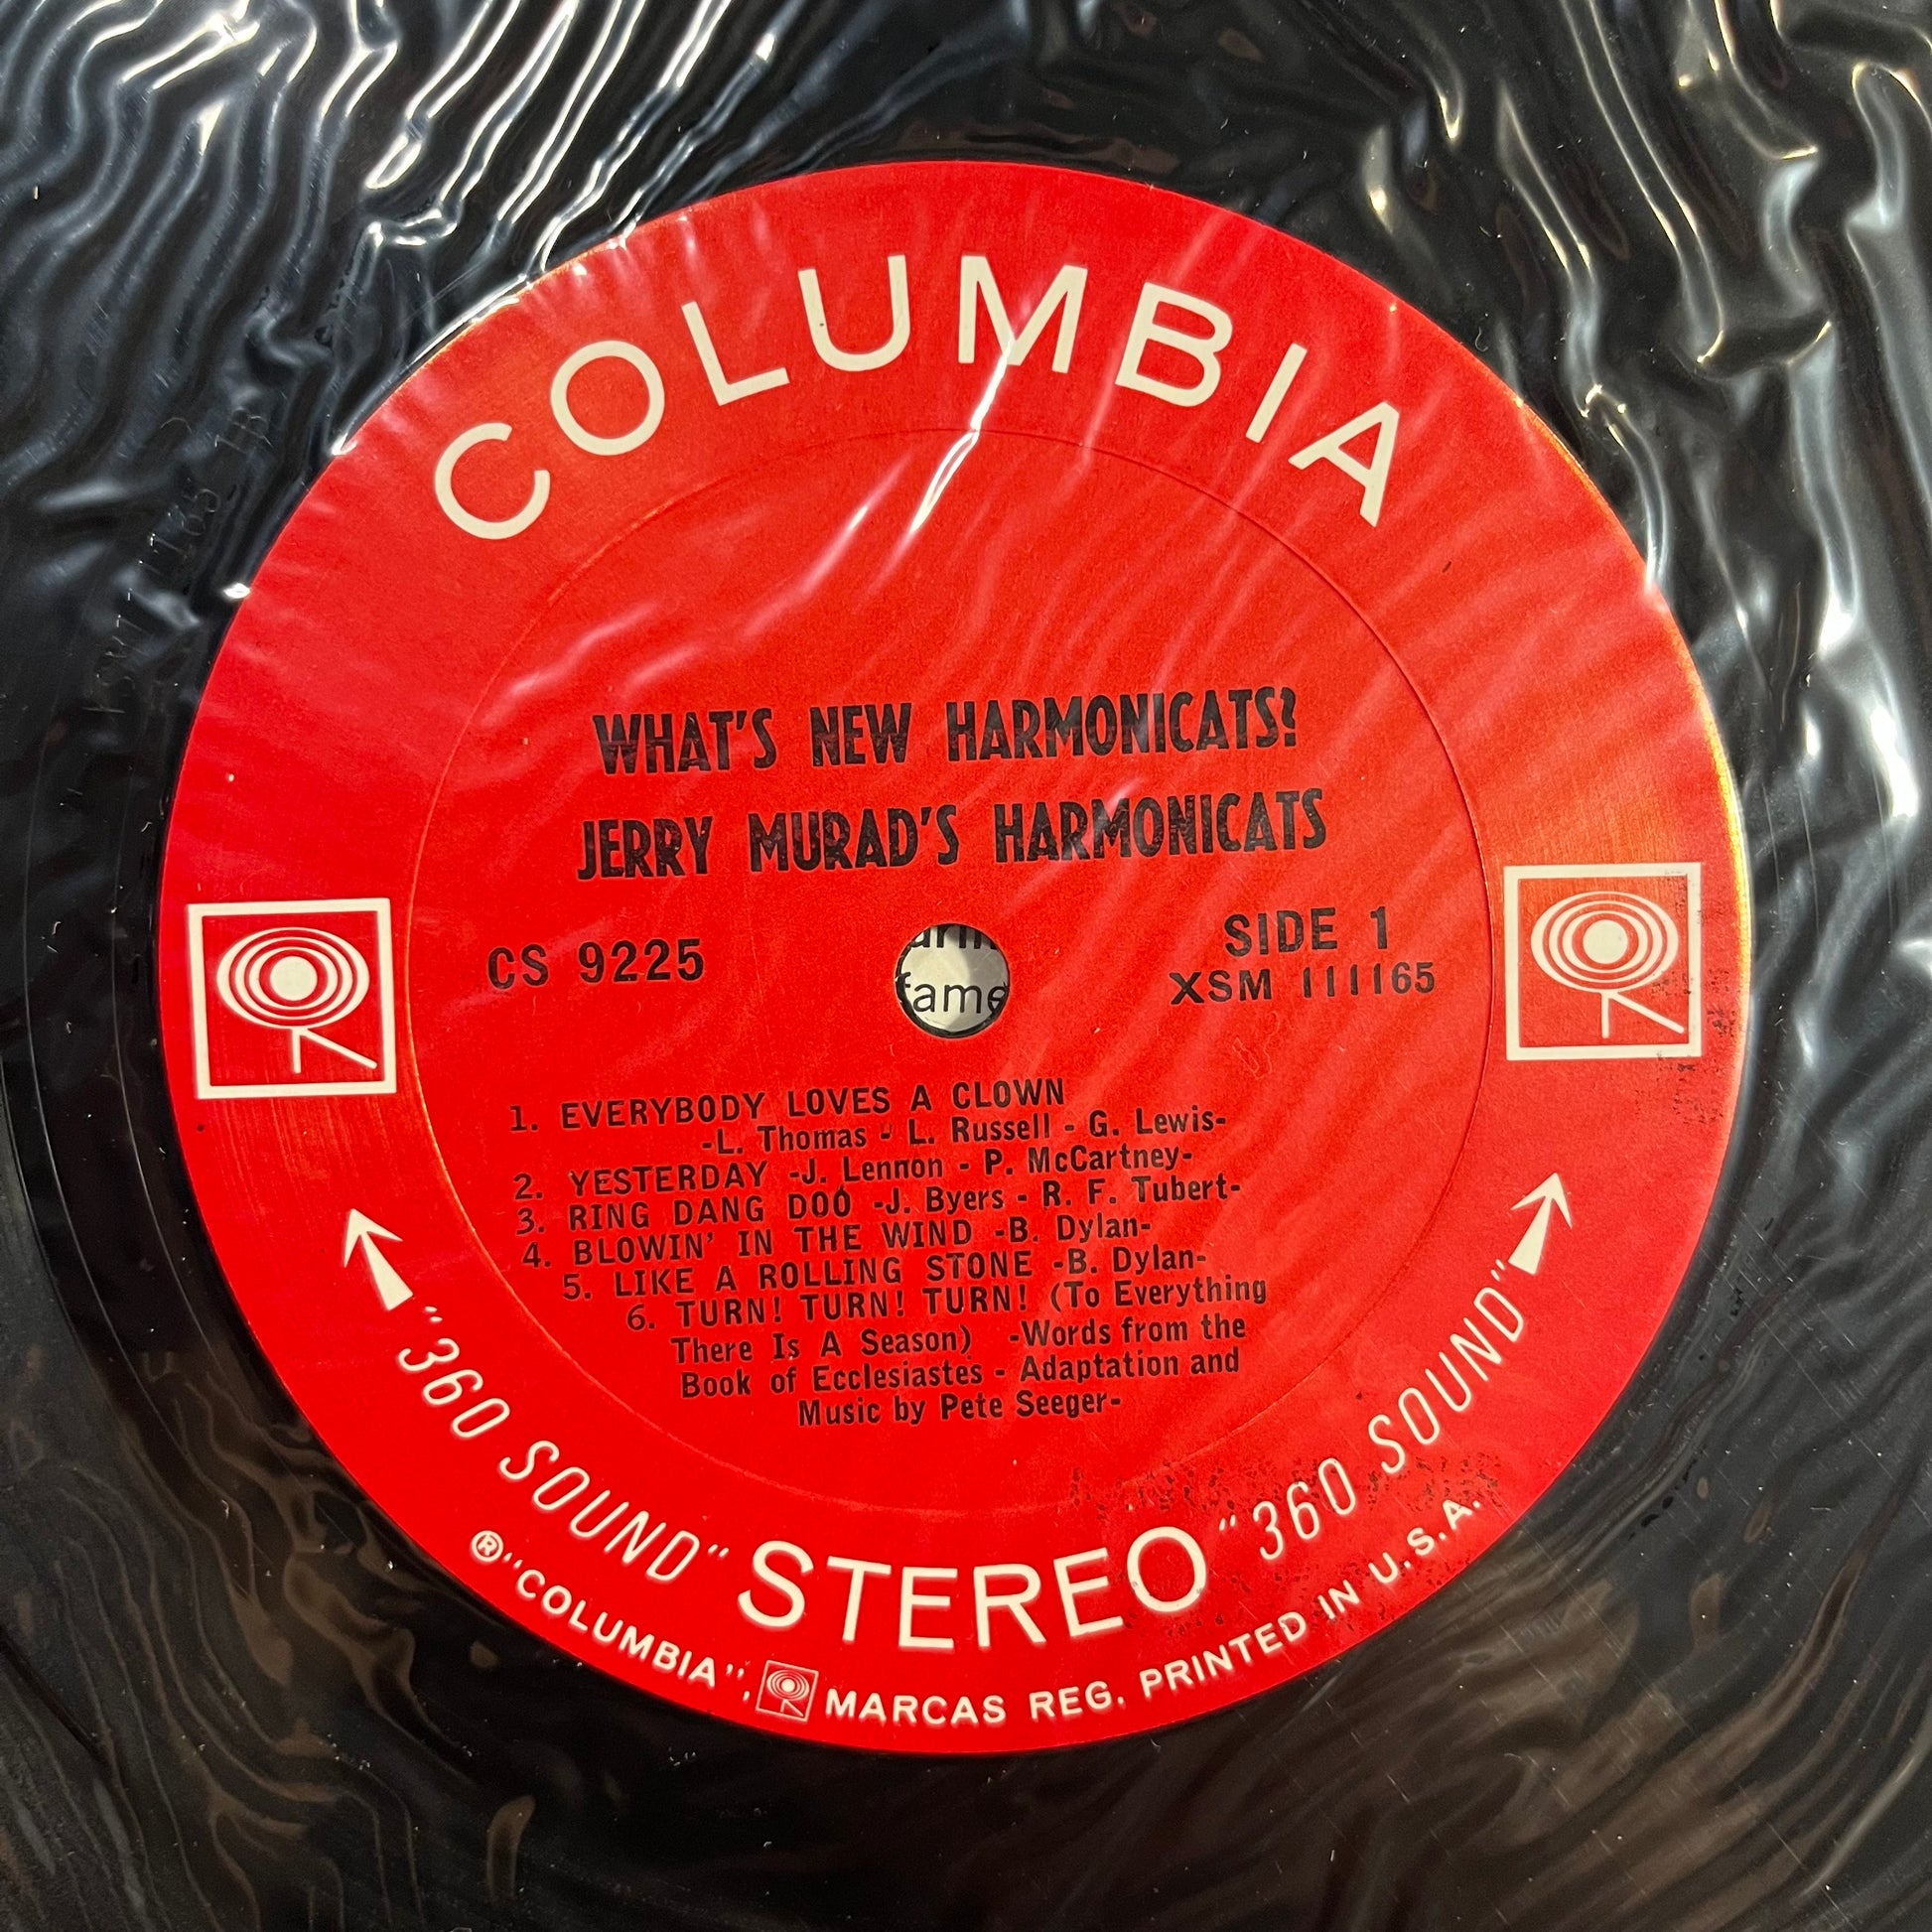 COLUMBIA
WHAT'S NEW HARMONICATS?
JERRY MURAD'S HARMONICATS
CS 9225
SIDE 1
XSM 111165
fame
1. EVERYBODY LOVES A CLOWN
-L. Thomas - L. Russell - G. Lewis-
2. YESTERDAY -J. Lennon - P. McCartney-
3. RING DANG DOO -J. Byers - R. F. Tubert-
4. BLOWIN' IN THE WIND -B. Dylan-
5. LIKE A ROLLING STONE -B. Dylan-
6. TURN! TURN! TURN! (To Everything
There Is A Season) -Words from the
Book of Ecclesiastes - Adaptation and
Music by Pete Seeger-
"360 SOUND" STEREO "360 SOUND"
® "COLUMBIA", MARCAS REG. PRINTED IN U.S.A.